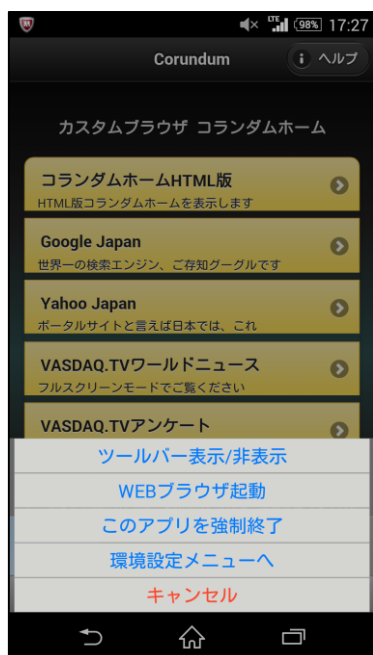 LTE 98% 17:27
Corundum
i ヘルプ
カスタムブラウザ コランダムホーム
コランダムホームHTML版
HTML版コランダムホームを表示します
Google Japan
世界一の検索エンジン、ご存知グーグルです
Yahoo Japan
ポータルサイトと言えば日本では、これ
VASDAQ.TVワールドニュース
フルスクリーンモードでご覧ください
VASDAQ.TVアンケート
ツールバー表示/非表示
WEBブラウザ起動
このアプリを強制終了
環境設定メニューへ
キャンセル